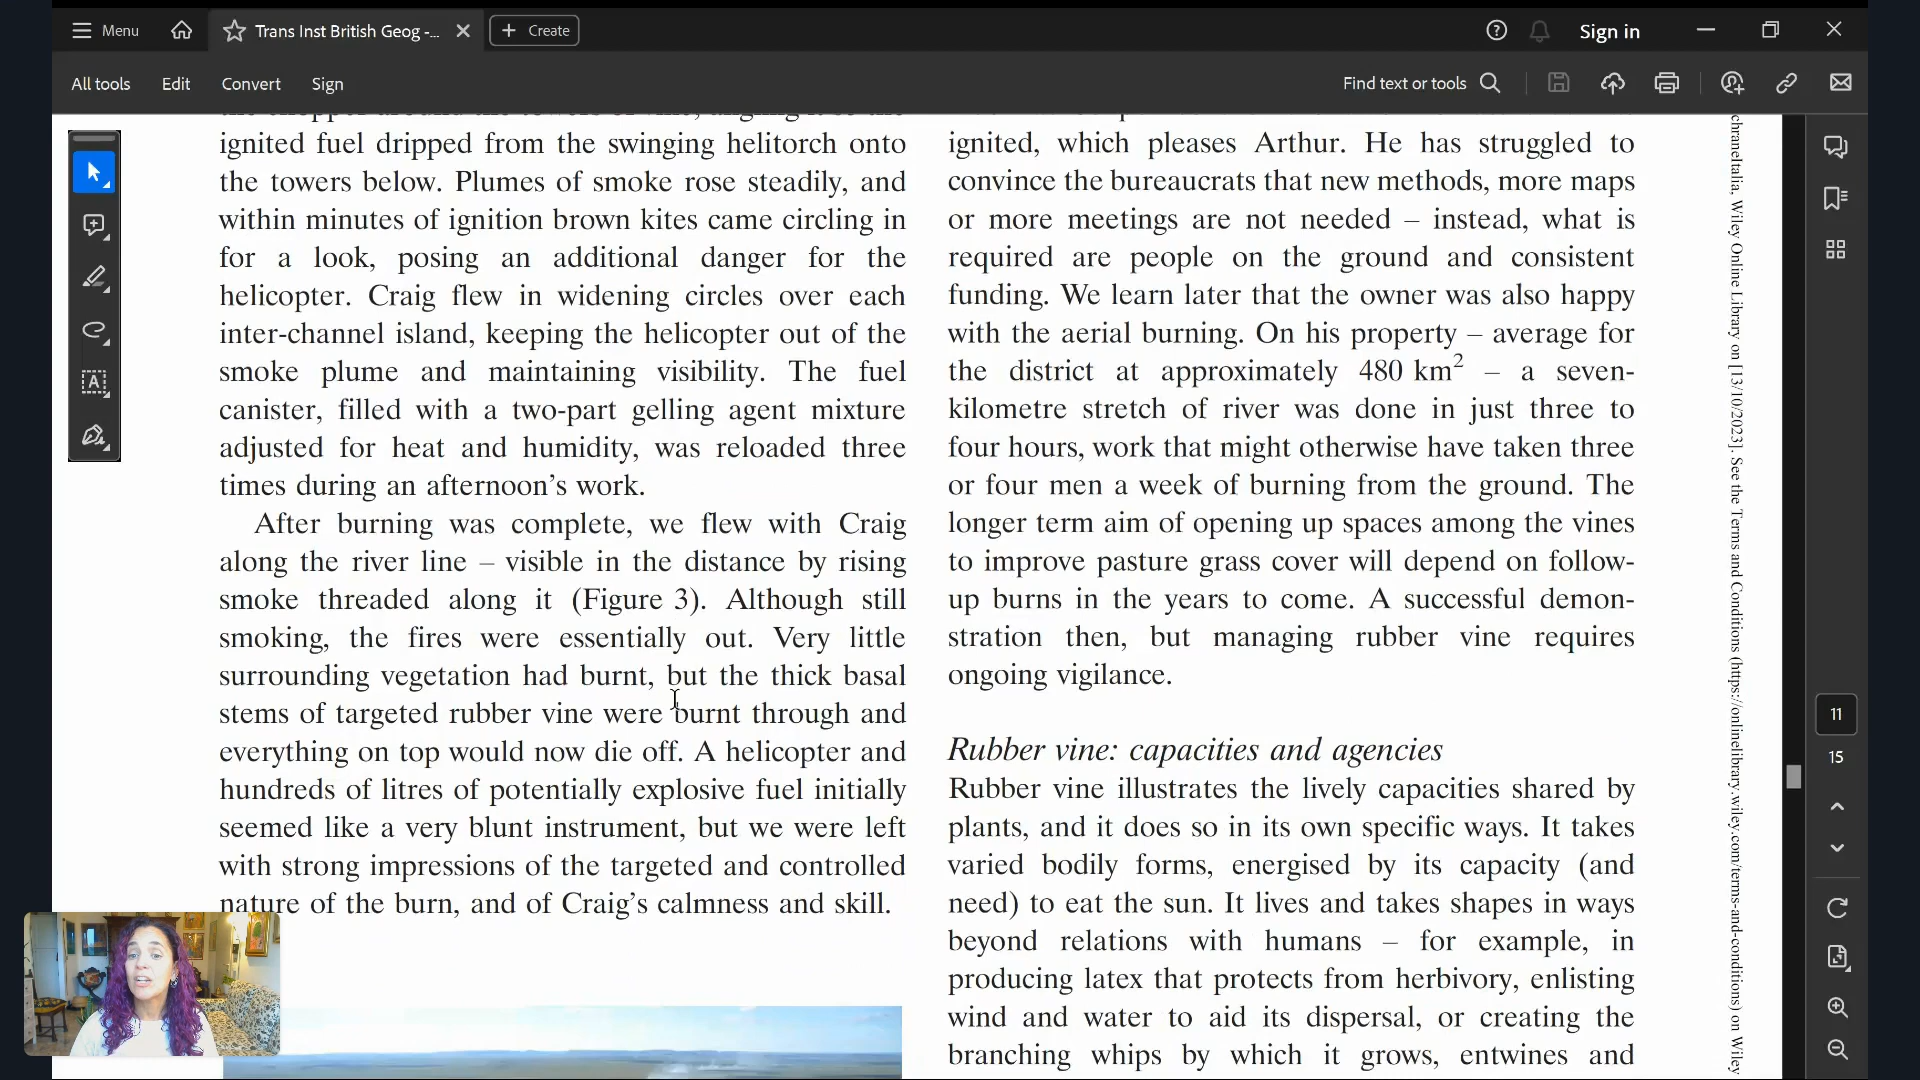 Menu
Trans Inst British Geog -...
Create
Sign in
All tools
Edit
Convert
Sign
Find text or tools
ignited fuel dripped from the swinging helitorch onto
the towers below. Plumes of smoke rose steadily, and
within minutes of ignition brown kites came circling in
for a look, posing an additional danger for the
helicopter. Craig flew in widening circles over each
inter-channel island, keeping the helicopter out of the
smoke plume and maintaining visibility. The fuel
canister, filled with a two-part gelling agent mixture
adjusted for heat and humidity, was reloaded three
times during an afternoon's work.
After burning was complete, we flew with Craig
along the river line – visible in the distance by rising
smoke threaded along it (Figure 3). Although still
smoking, the fires were essentially out. Very little
surrounding vegetation had burnt, but the thick basal
stems of targeted rubber vine were burnt through and
everything on top would now die off. A helicopter and
hundreds of litres of potentially explosive fuel initially
seemed like a very blunt instrument, but we were left
with strong impressions of the targeted and controlled
nature of the burn, and of Craig's calmness and skill.
ignited, which pleases Arthur. He has struggled to
convince the bureaucrats that new methods, more maps
or more meetings are not needed – instead, what is
required are people on the ground and consistent
funding. We learn later that the owner was also happy
with the aerial burning. On his property – average for
the district at approximately 480 km² – a seven-
kilometre stretch of river was done in just three to
four hours, work that might otherwise have taken three
or four men a week of burning from the ground. The
longer term aim of opening up spaces among the vines
to improve pasture grass cover will depend on follow-
up burns in the years to come. A successful demon-
stration then, but managing rubber vine requires
ongoing vigilance.
Rubber vine: capacities and agencies
Rubber vine illustrates the lively capacities shared by
plants, and it does so in its own specific ways. It takes
varied bodily forms, energised by its capacity (and
need) to eat the sun. It lives and takes shapes in ways
beyond relations with humans – for example, in
producing latex that protects from herbivory, enlisting
wind and water to aid its dispersal, or creating the
branching whips by which it grows, entwines and
chraneItalia, Wiley Online Library on [13/10/2023]. See the Terms and Conditions (https://onlinelibrary.wiley.com/terms-and-conditions) on Wiley
11
15